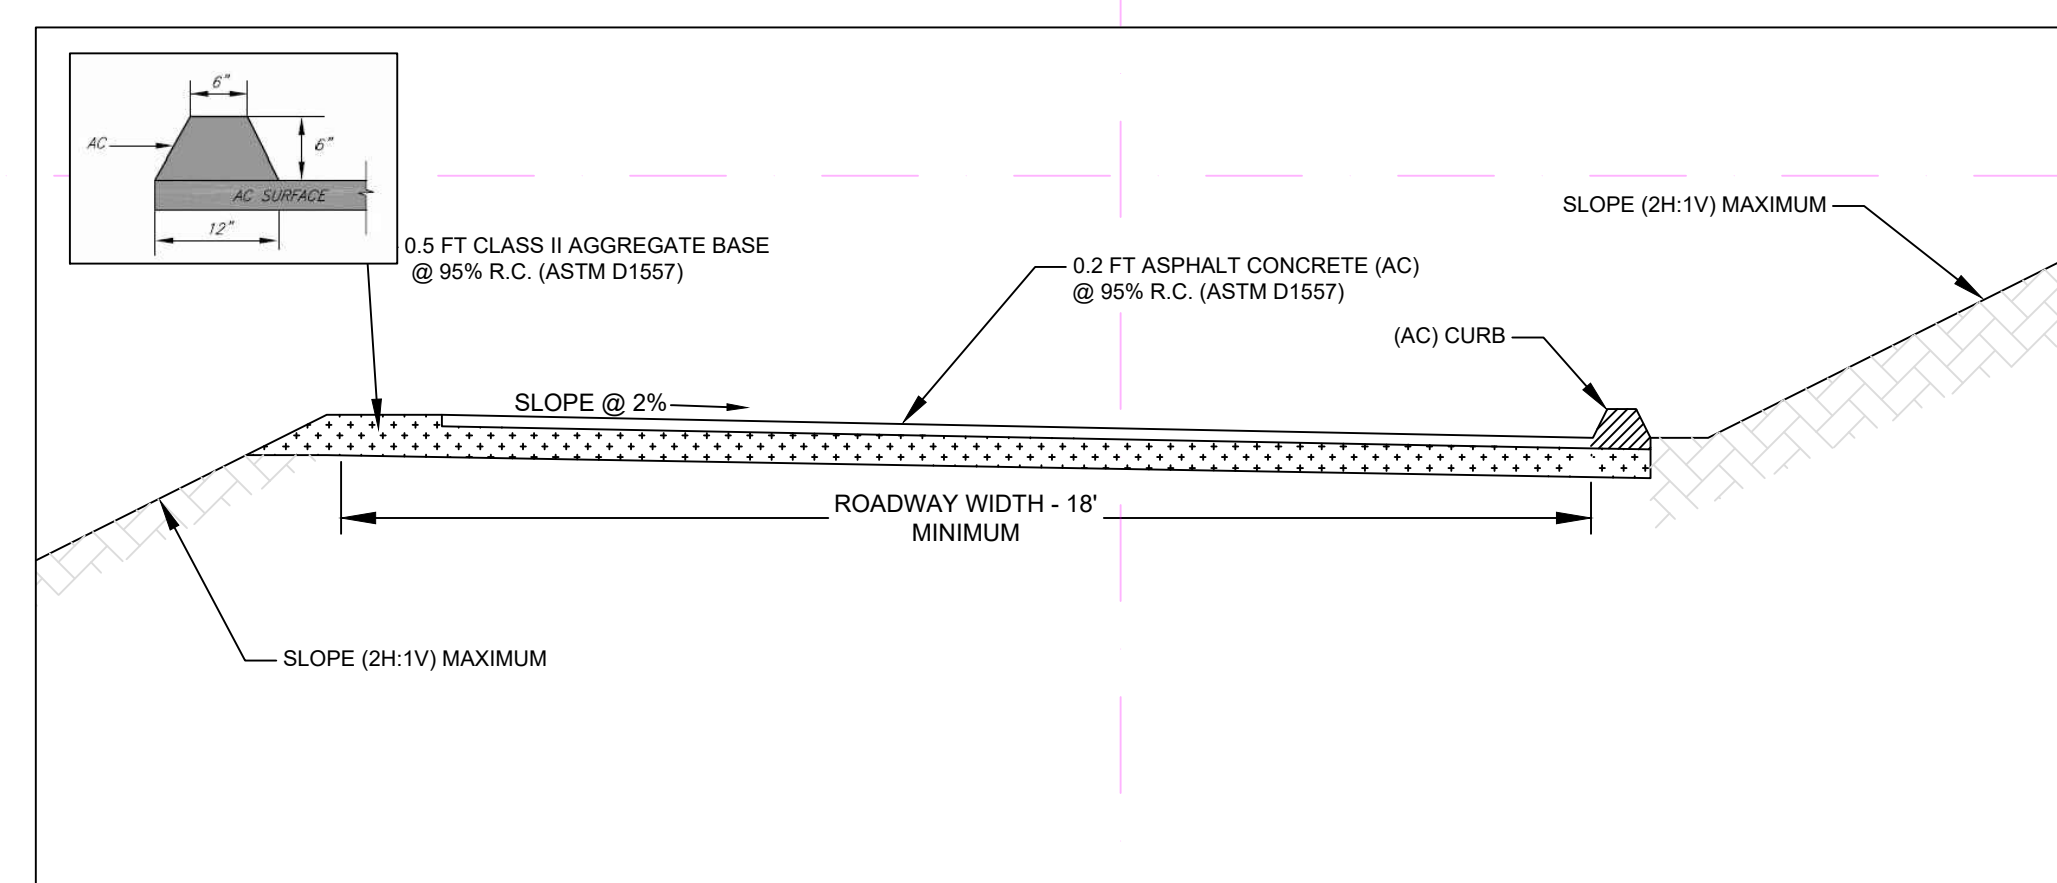 6"
AC
6"
AC SURFACE
12"
SLOPE (2H:1V) MAXIMUM
0.5 FT CLASS II AGGREGATE BASE
@ 95% R.C. (ASTM D1557)
0.2 FT ASPHALT CONCRETE (AC)
@ 95% R.C. (ASTM D1557)
(AC) CURB
SLOPE @ 2%
ROADWAY WIDTH - 18'
MINIMUM
SLOPE (2H:1V) MAXIMUM